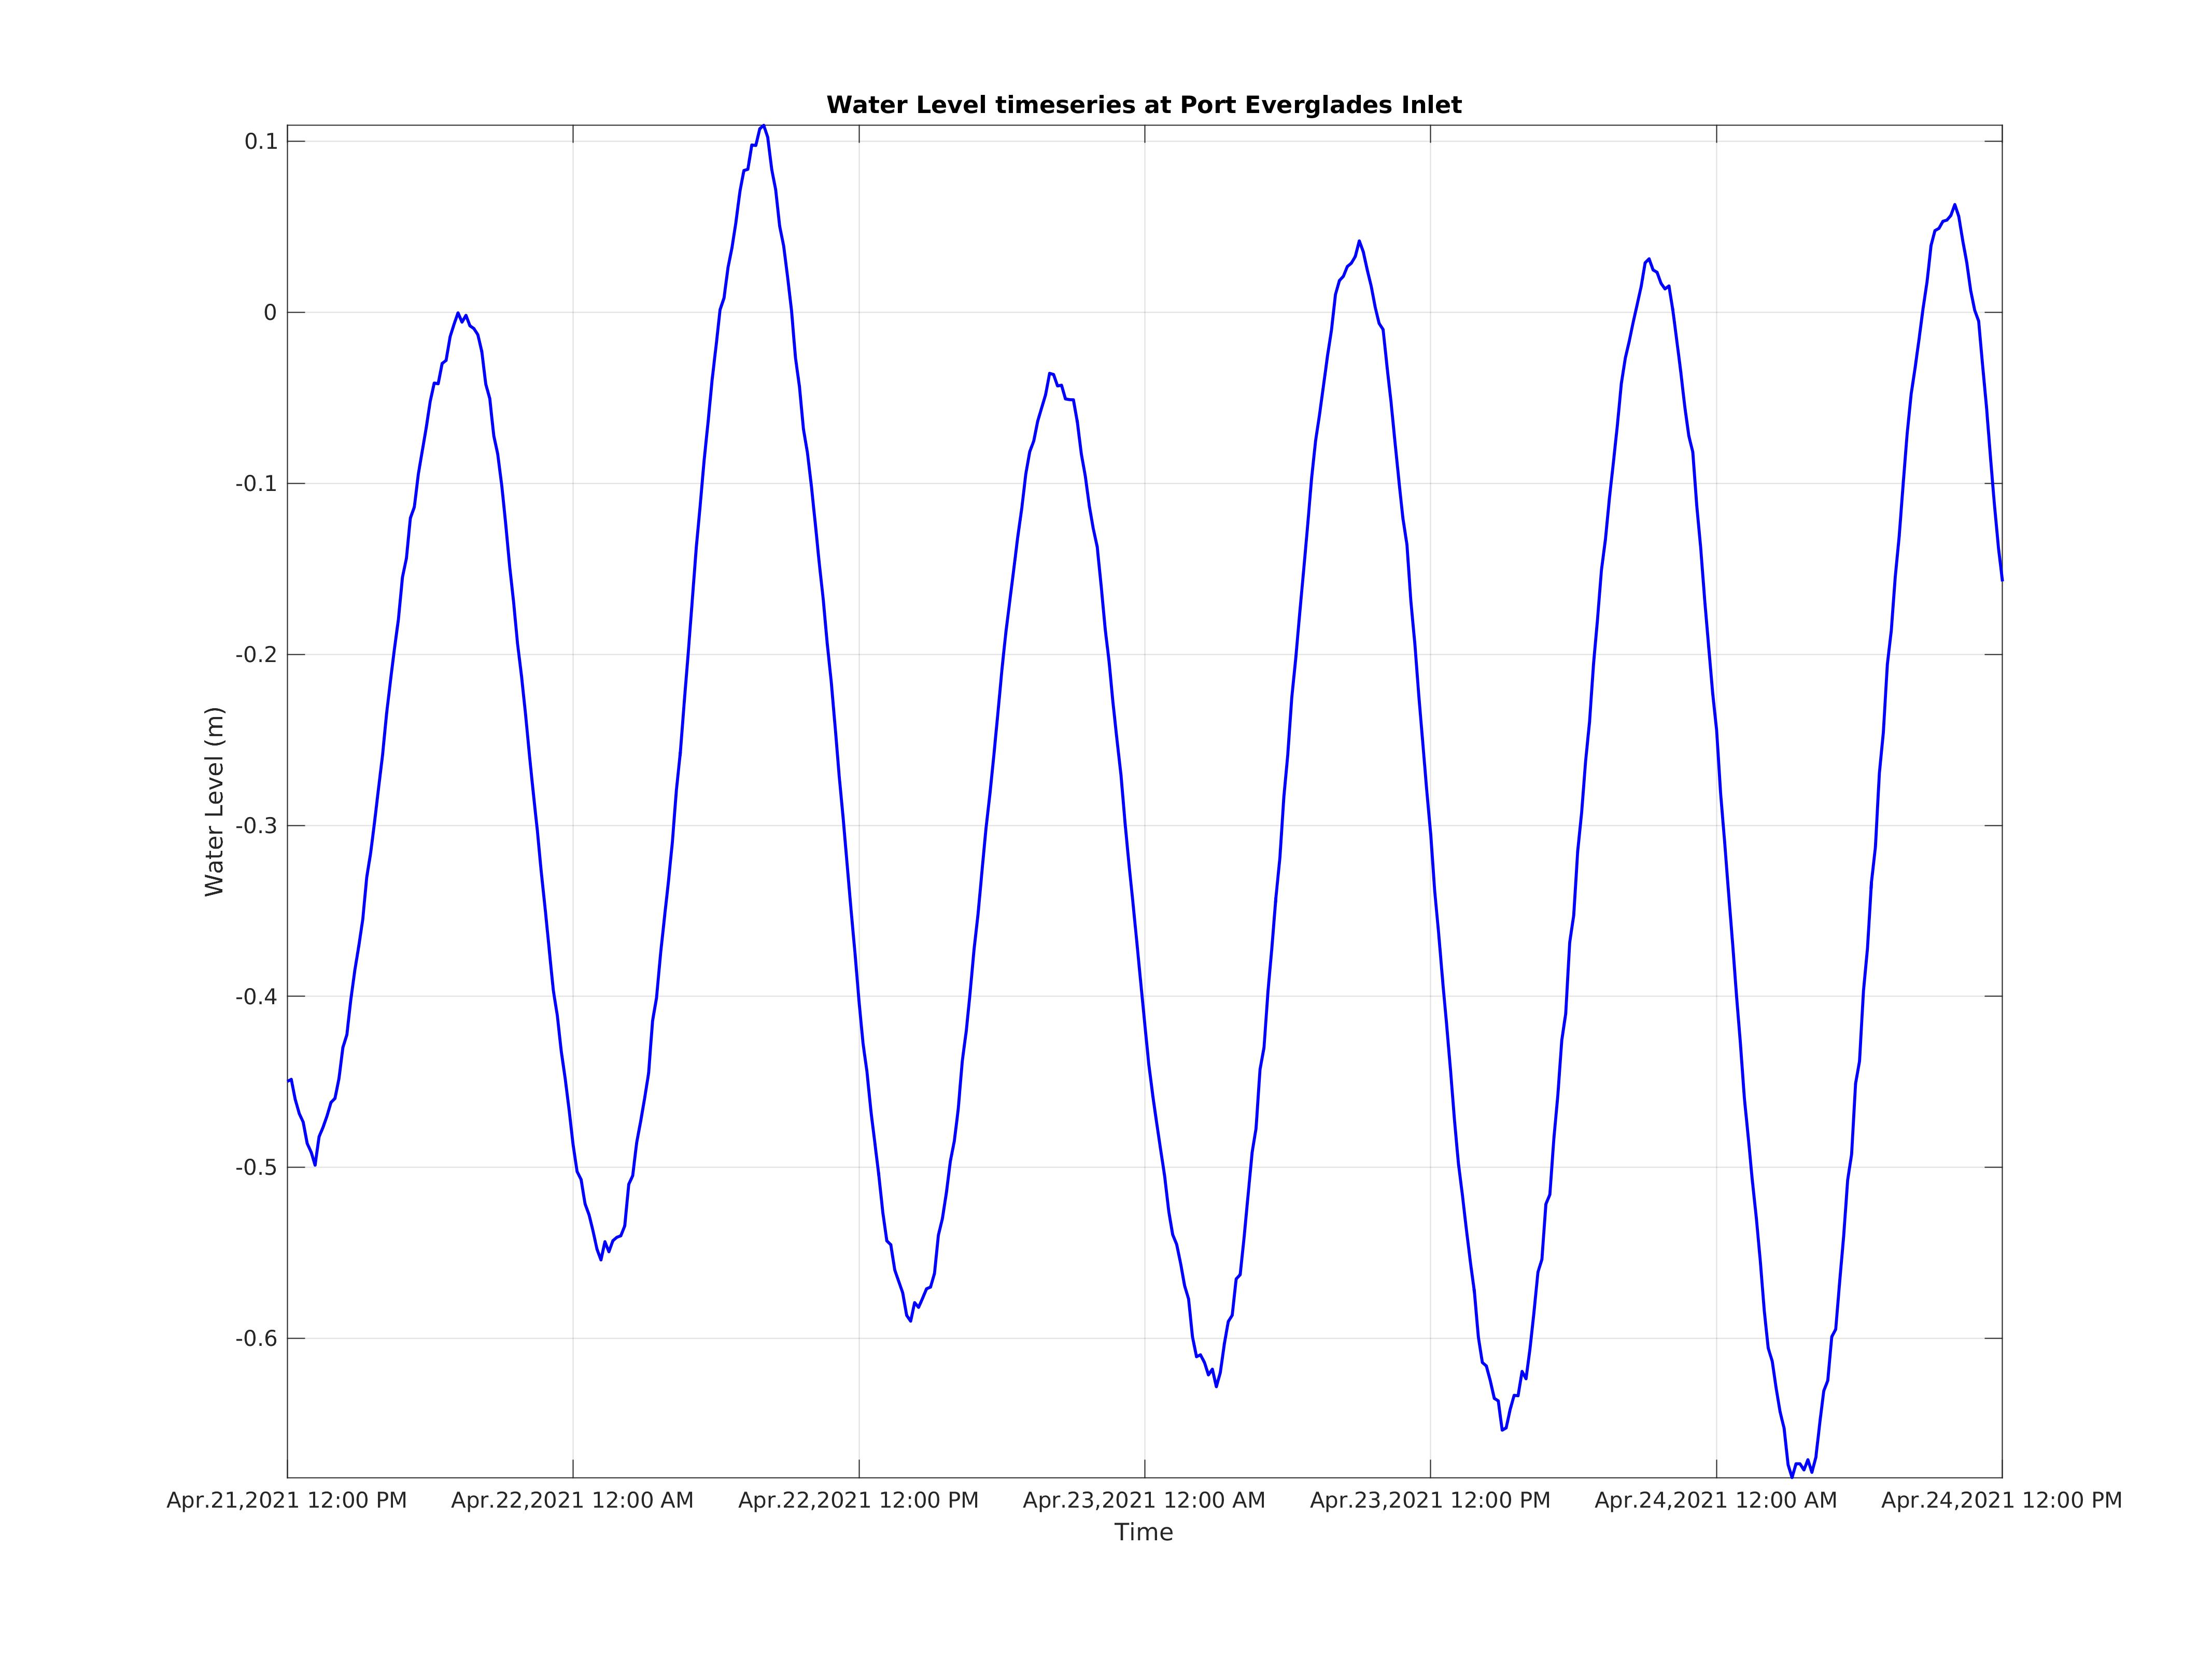 Water Level timeseries at Port Everglades Inlet
0.1
0
-0.1
-0.2
-0.3
-0.4
-0.5
-0.6
Water Level (m)
Apr.21,2021 12:00 PM Apr.22,2021 12:00 AM Apr.22,2021 12:00 PM Apr.23,2021 12:00 AM Apr.23,2021 12:00 PM Apr.24,2021 12:00 AM Apr.24,2021 12:00 PM
Time